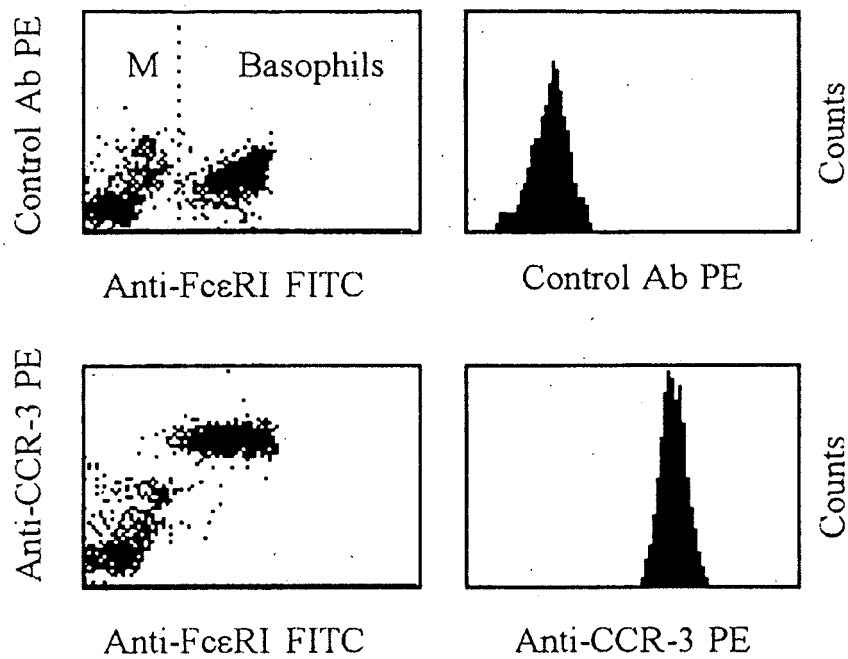 Control Ab PE
M
Basophils
Anti-FcεRI FITC
Control Ab PE
Counts
Anti-CCR-3 PE
Anti-FcεRI FITC
Anti-CCR-3 PE
Counts